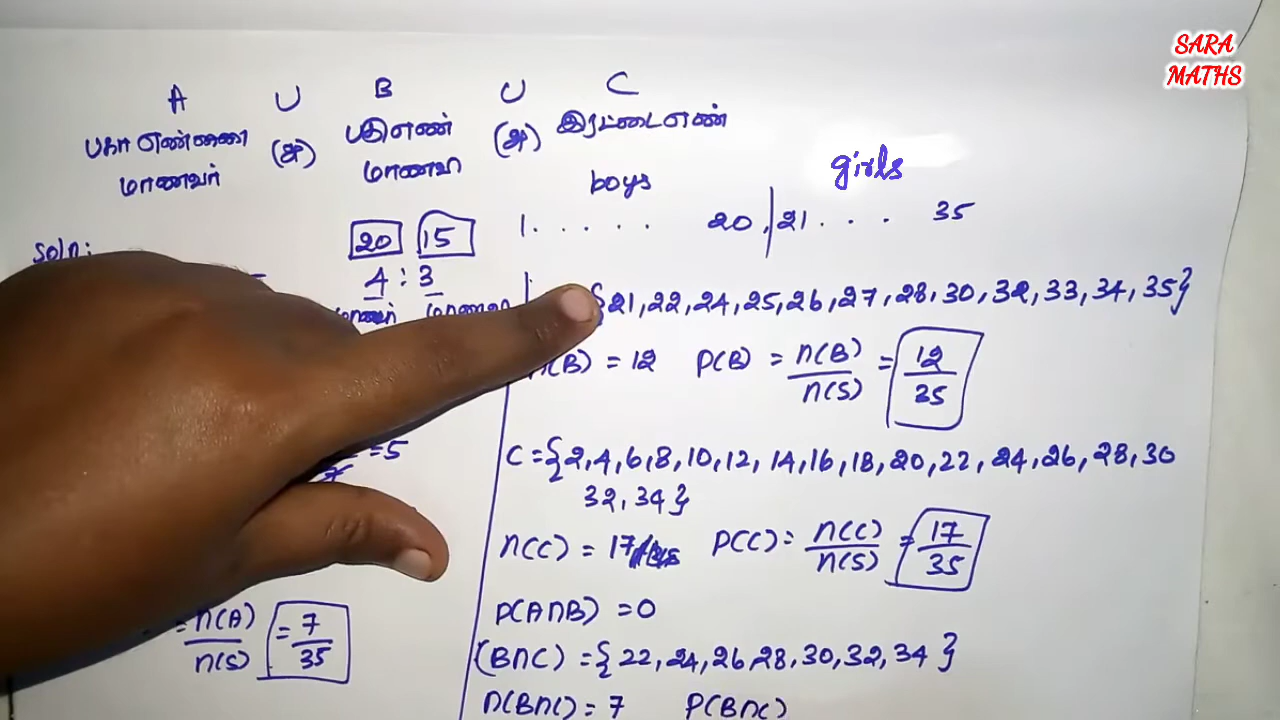 SARA
MATHS
A U B U C
பகா எண்ணை (அ) பகு எண் (அ) இரட்டை எண்
மாணவர் மாணவி
boys girls
1 . . . . . 20, 21 . . . 35
Soln:
20 15
4 : 3
மாணவர் மாணவி
{21, 22, 24, 25, 26, 27, 28, 30, 32, 33, 34, 35}
n(B) = 12 P(B) = n(B)/n(S) = 12/35
= 5
C = {2, 4, 6, 8, 10, 12, 14, 16, 18, 20, 22, 24, 26, 28, 30
32, 34 }
n(C) = 17 P(C) = n(C)/n(S) = 17/35
= n(A)/n(S) = 7/35
P(A∩B) = 0
(B∩C) = {22, 24, 26, 28, 30, 32, 34 }
n(B∩C) = 7 P(B∩C)